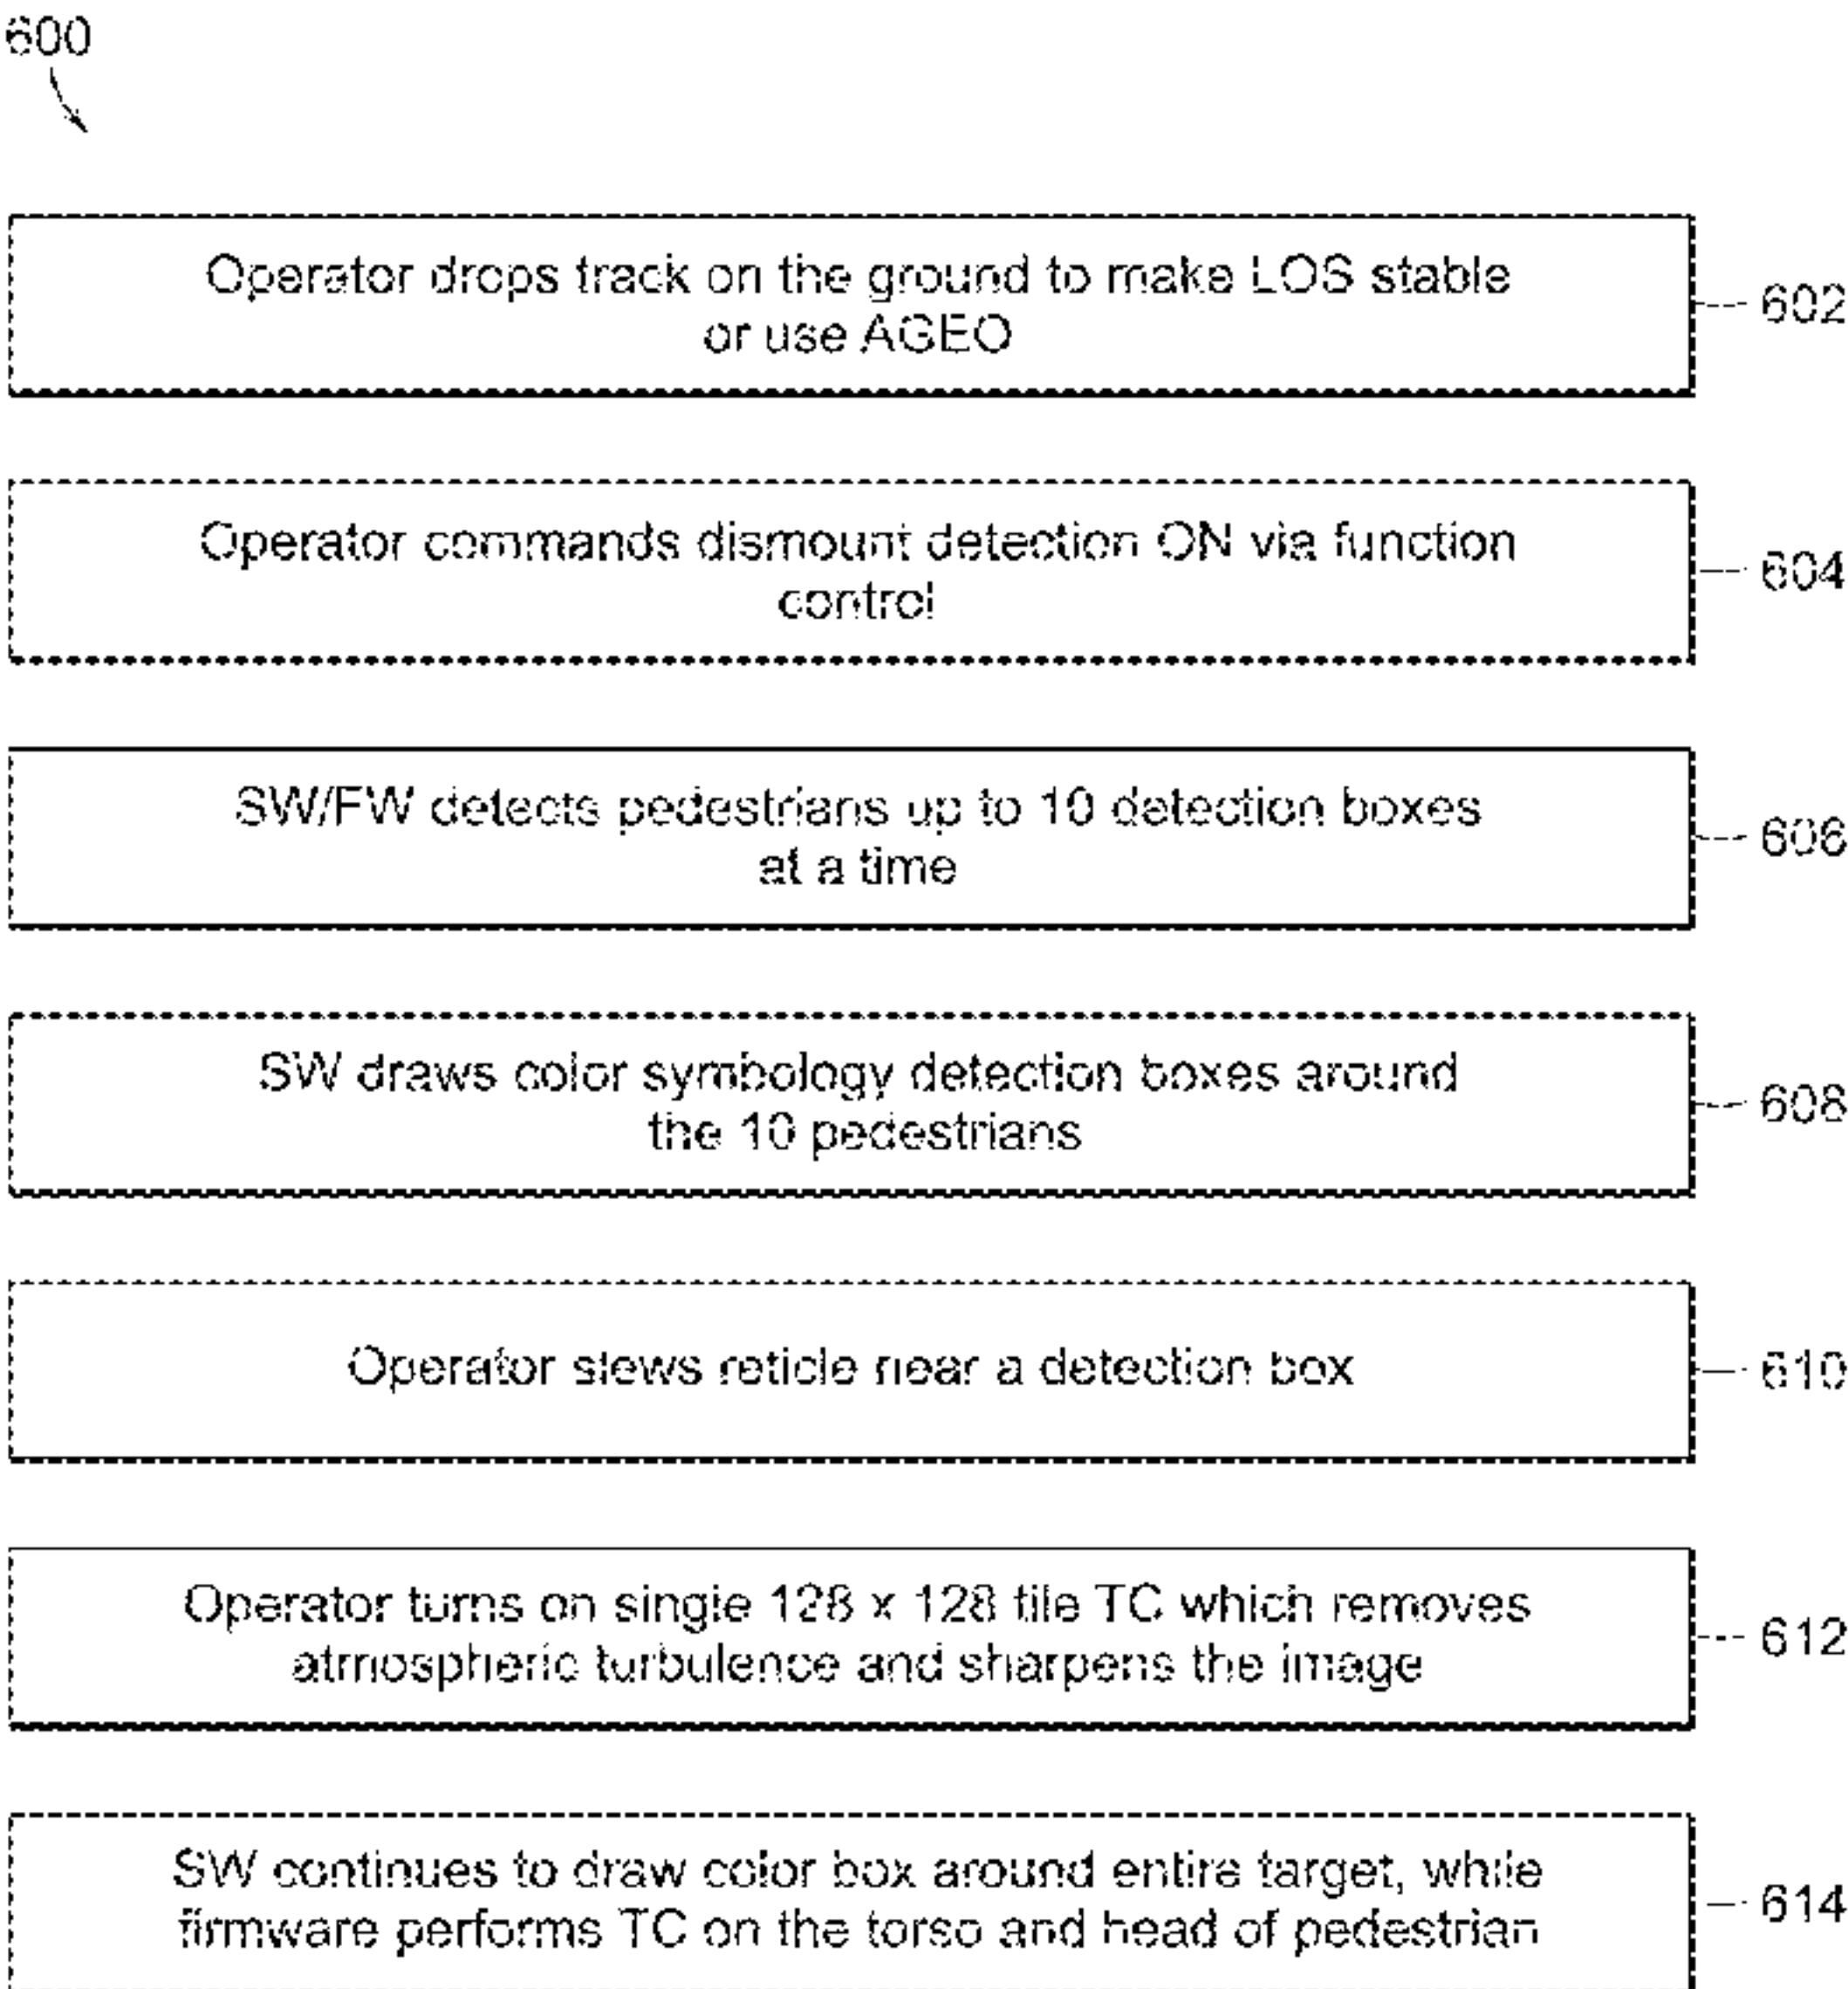 600
Operator drops track on the ground to make LOS stable
or use AGEO
602
Operator commands dismount detection ON via function
control
604
SW/FW detects pedestrians up to 10 detection boxes
at a time
606
SW draws color symbology detection boxes around
the 10 pedestrians
608
Operator slews reticle near a detection box
610
Operator turns on single 128 x 128 tile TC which removes
atmospheric turbulence and sharpens the image
612
SW continues to draw color box around entire target, while
firmware performs TC on the torso and head of pedestrian
614